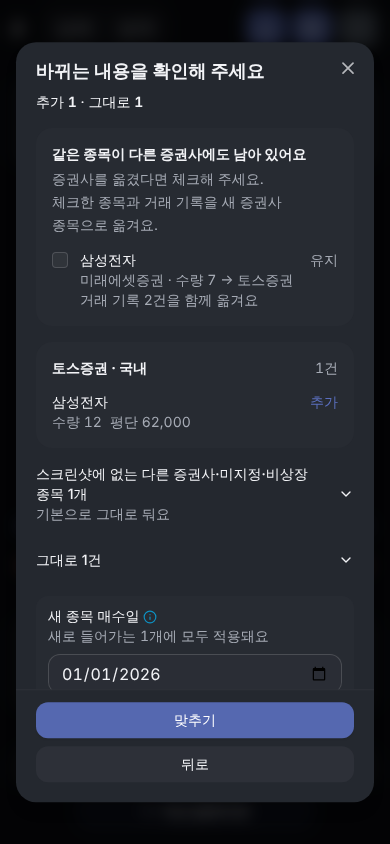 바뀌는 내용을 확인해 주세요
추가 1 · 그대로 1
같은 종목이 다른 증권사에도 남아 있어요
증권사를 옮겼다면 체크해 주세요.
체크한 종목과 거래 기록을 새 증권사
종목으로 옮겨요.
삼성전자 유지
미래에셋증권 · 수량 7 → 토스증권
거래 기록 2건을 함께 옮겨요
토스증권 · 국내 1건
삼성전자 추가
수량 12 평단 62,000
스크린샷에 없는 다른 증권사·미지정·비상장
종목 1개
기본으로 그대로 둬요
그대로 1건
새 종목 매수일
새로 들어가는 1개에 모두 적용돼요
01/01/2026
맞추기
뒤로